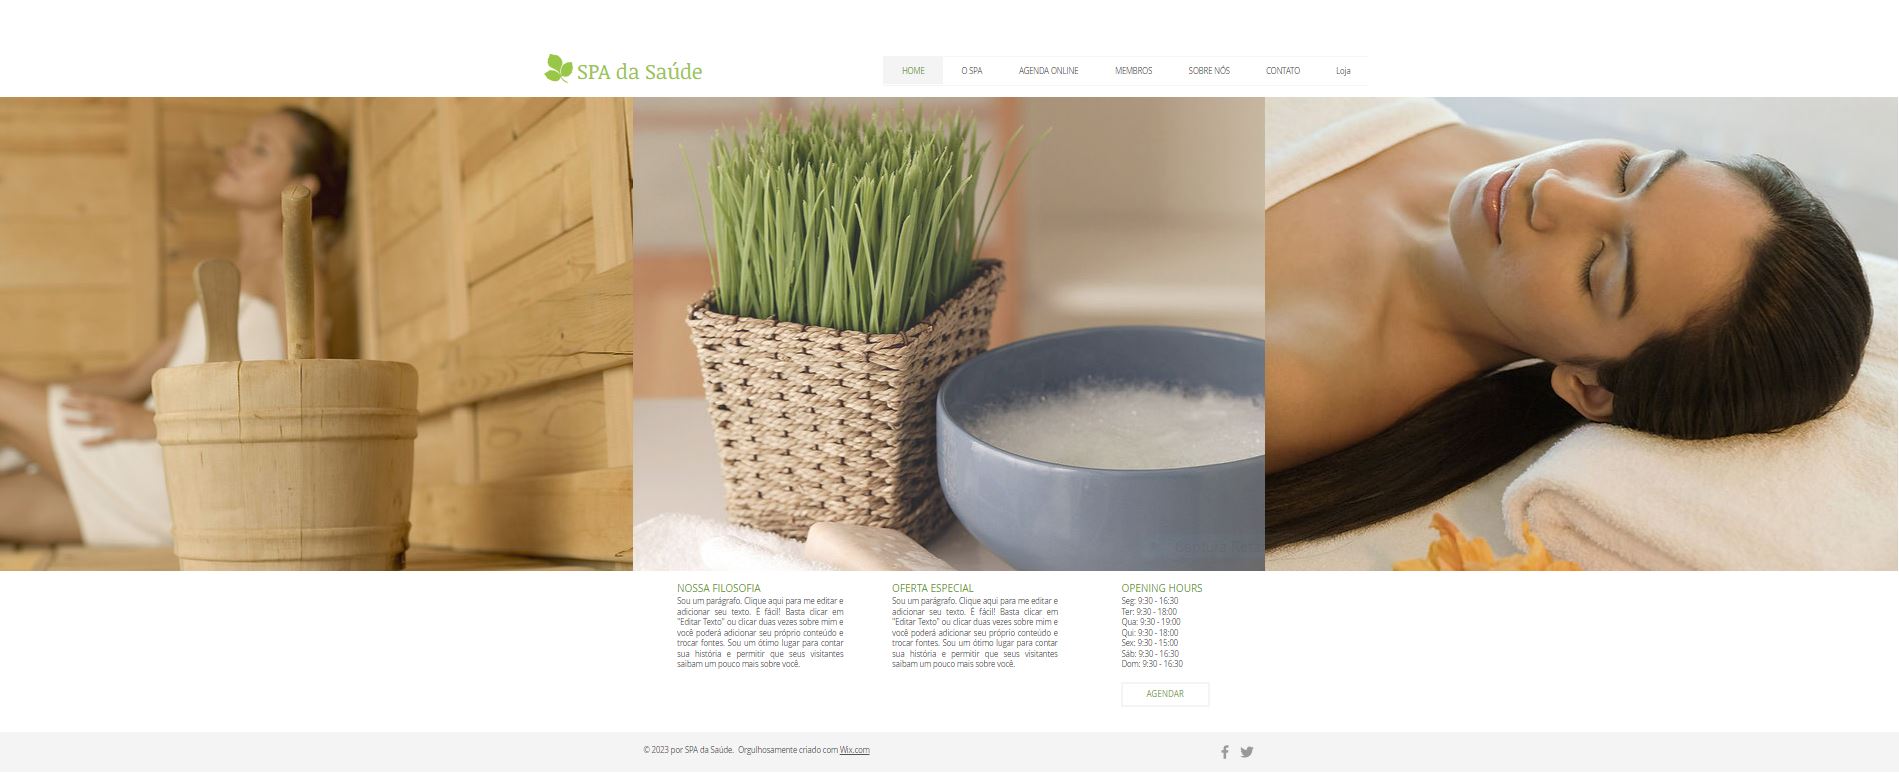 SPA da Saúde
HOME O SPA AGENDA ONLINE MEMBROS SOBRE NÓS CONTATO Loja
NOSSA FILOSOFIA
Sou um parágrafo. Clique aqui para me editar e
adicionar seu texto. É fácil! Basta clicar em
"Editar Texto" ou clicar duas vezes sobre mim e
você poderá adicionar seu próprio conteúdo e
trocar fontes. Sou um ótimo lugar para contar
sua história e permitir que seus visitantes
saibam um pouco mais sobre você.
OFERTA ESPECIAL
Sou um parágrafo. Clique aqui para me editar e
adicionar seu texto. É fácil! Basta clicar em
"Editar Texto" ou clicar duas vezes sobre mim e
você poderá adicionar seu próprio conteúdo e
trocar fontes. Sou um ótimo lugar para contar
sua história e permitir que seus visitantes
saibam um pouco mais sobre você.
OPENING HOURS
Seg: 9:30 - 16:30
Ter: 9:30 - 18:00
Qua: 9:30 - 19:00
Qui: 9:30 - 18:00
Sex: 9:30 - 15:00
Sáb: 9:30 - 16:30
Dom: 9:30 - 16:30
AGENDAR
© 2023 por SPA da Saúde. Orgulhosamente criado com Wix.com